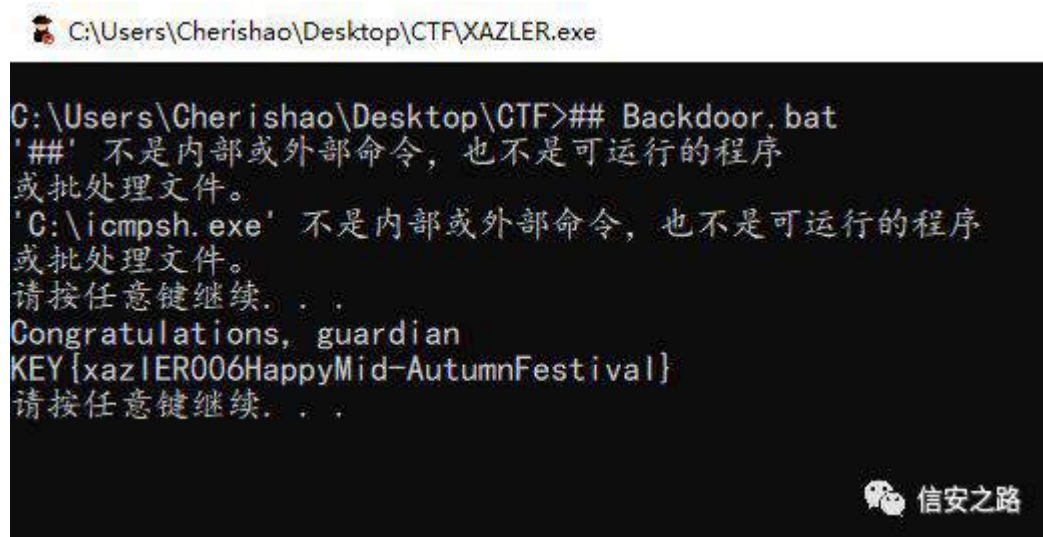 C:\Users\Cherishao\Desktop\CTF\XAZLER.exe
C:\Users\Cherishao\Desktop\CTF>## Backdoor.bat
'##' 不是内部或外部命令，也不是可运行的程序
或批处理文件。
'C:\icmpsh.exe' 不是内部或外部命令，也不是可运行的程序
或批处理文件。
请按任意键继续. . .
Congratulations, guardian
KEY{xazlER006HappyMid-AutumnFestival}
请按任意键继续. . .
信安之路